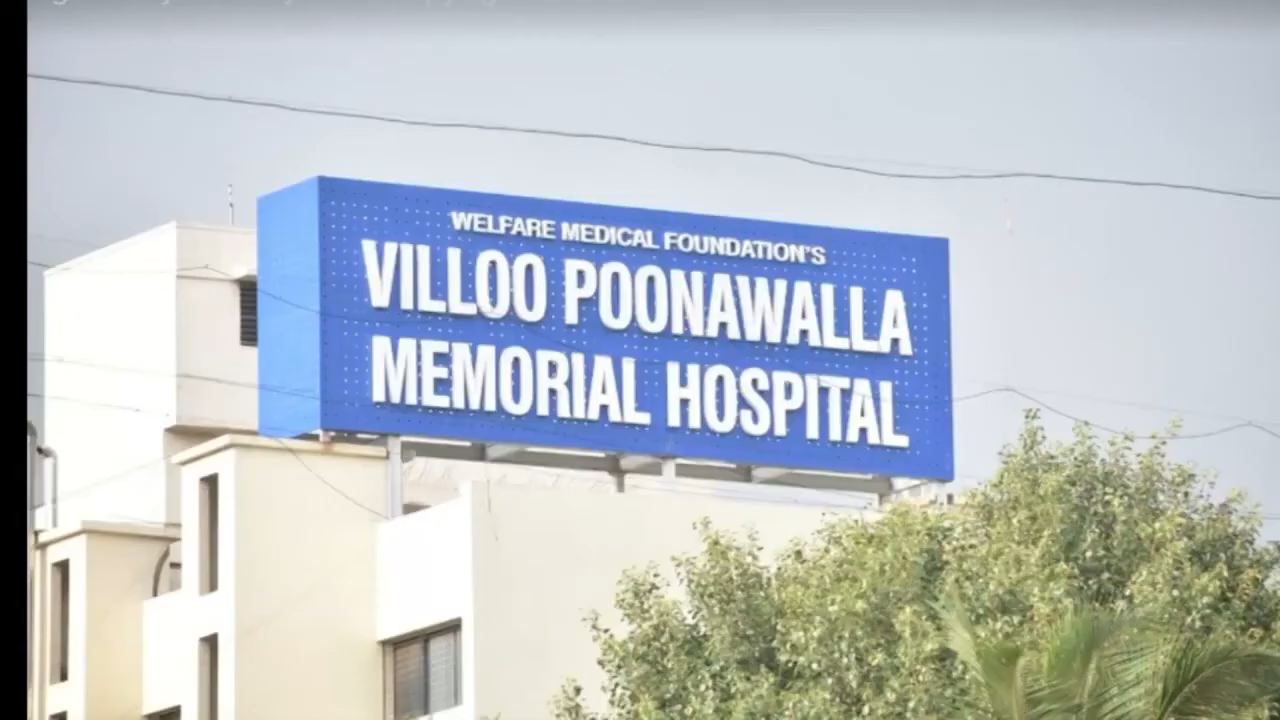 WELFARE MEDICAL FOUNDATION'S
VILLOO POONAWALLA
MEMORIAL HOSPITAL